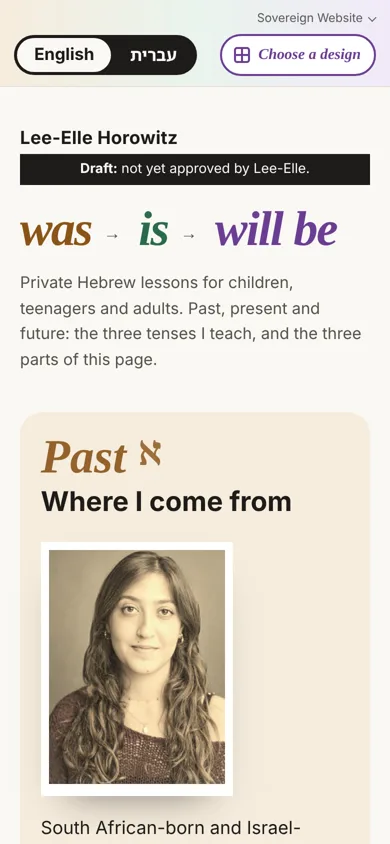 Sovereign Website
English
עברית
Choose a design
Lee-Elle Horowitz
Draft: not yet approved by Lee-Elle.
was → is → will be
Private Hebrew lessons for children,
teenagers and adults. Past, present and
future: the three tenses I teach, and the three
parts of this page.
Past א
Where I come from
South African-born and Israel-